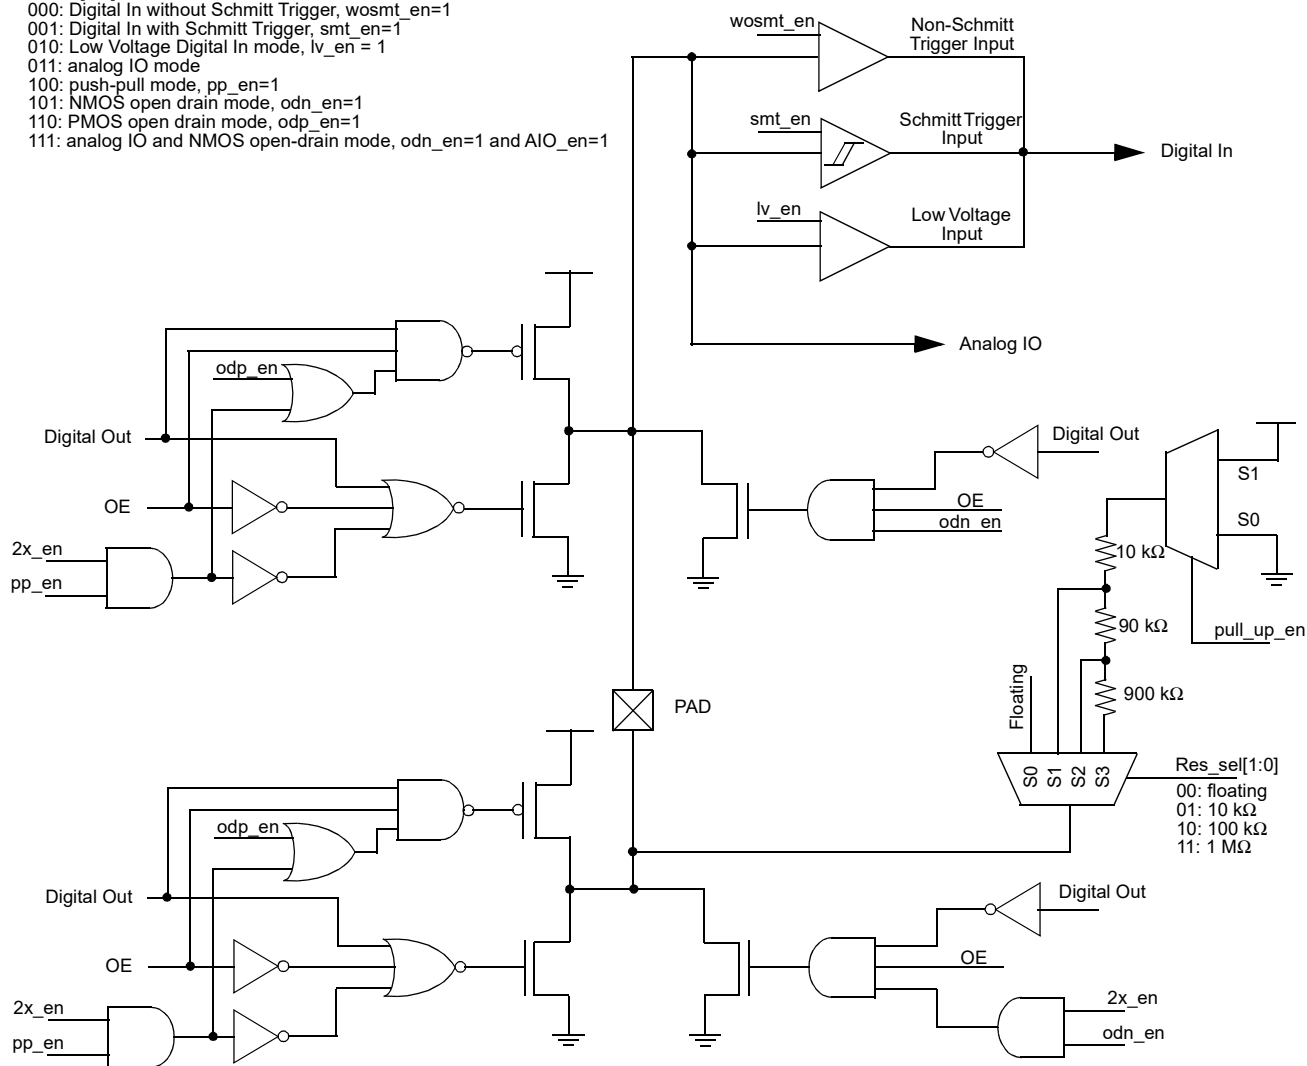 000: Digital In without Schmitt Trigger, wosmt_en=1
001: Digital In with Schmitt Trigger, smt_en=1
010: Low Voltage Digital In mode, lv_en = 1
011: analog IO mode
100: push-pull mode, pp_en=1
101: NMOS open drain mode, odn_en=1
110: PMOS open drain mode, odp_en=1
111: analog IO and NMOS open-drain mode, odn_en=1 and AIO_en=1
wosmt_en
Non-Schmitt
Trigger Input
smt_en
Schmitt Trigger
Input
Digital In
lv_en
Low Voltage
Input
Analog IO
odp_en
Digital Out
OE
2x_en
pp_en
Digital Out
OE
odn_en
S1
S0
pull_up_en
10 kΩ
90 kΩ
900 kΩ
Floating
S0
S1
S2
S3
Res_sel[1:0]
00: floating
01: 10 kΩ
10: 100 kΩ
11: 1 MΩ
PAD
odp_en
Digital Out
OE
2x_en
pp_en
Digital Out
OE
2x_en
odn_en